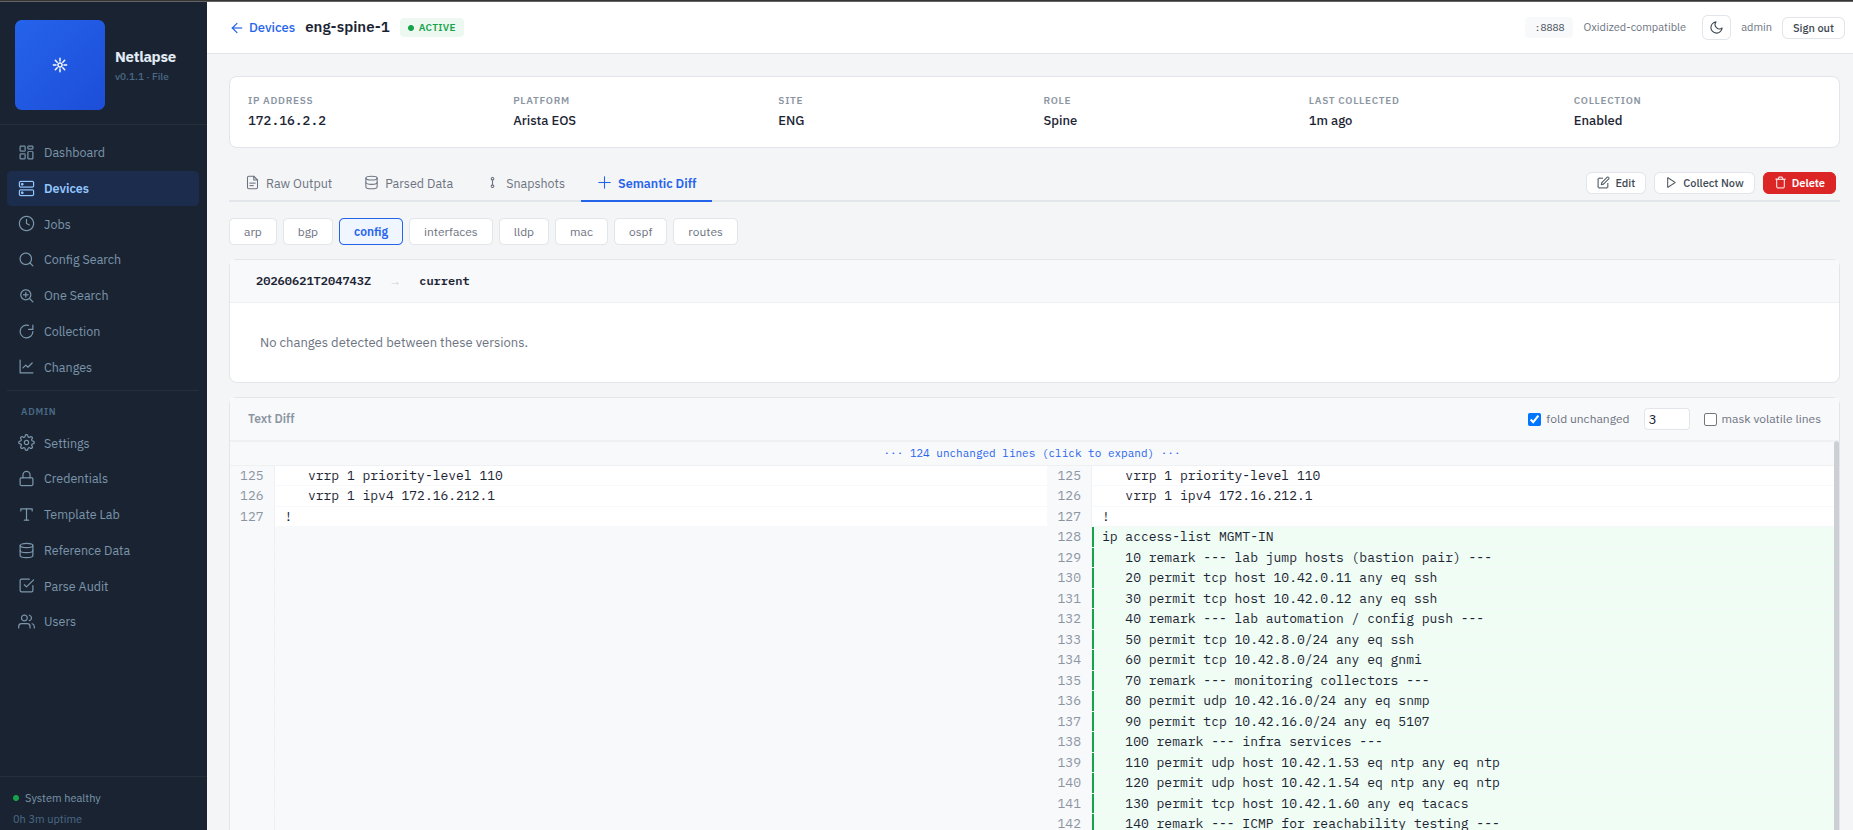 Netlapse
v0.1.1 · File
Dashboard
Devices
Jobs
Config Search
One Search
Collection
Changes
ADMIN
Settings
Credentials
Template Lab
Reference Data
Parse Audit
Users
System healthy
0h 3m uptime
← Devices eng-spine-1 ACTIVE
:8888 Oxidized-compatible admin Sign out
IP ADDRESS PLATFORM SITE ROLE LAST COLLECTED COLLECTION
172.16.2.2 Arista EOS ENG Spine 1m ago Enabled
Raw Output Parsed Data Snapshots Semantic Diff Edit Collect Now Delete
arp bgp config interfaces lldp mac ospf routes
20260621T204743Z → current
No changes detected between these versions.
Text Diff fold unchanged 3 mask volatile lines
··· 124 unchanged lines (click to expand) ···
125 vrrp 1 priority-level 110 125 vrrp 1 priority-level 110
126 vrrp 1 ipv4 172.16.212.1 126 vrrp 1 ipv4 172.16.212.1
127 ! 127 !
128 ip access-list MGMT-IN
129 10 remark --- lab jump hosts (bastion pair) ---
130 20 permit tcp host 10.42.0.11 any eq ssh
131 30 permit tcp host 10.42.0.12 any eq ssh
132 40 remark --- lab automation / config push ---
133 50 permit tcp 10.42.8.0/24 any eq ssh
134 60 permit tcp 10.42.8.0/24 any eq gnmi
135 70 remark --- monitoring collectors ---
136 80 permit udp 10.42.16.0/24 any eq snmp
137 90 permit tcp 10.42.16.0/24 any eq 5107
138 100 remark --- infra services ---
139 110 permit udp host 10.42.1.53 eq ntp any eq ntp
140 120 permit udp host 10.42.1.54 eq ntp any eq ntp
141 130 permit tcp host 10.42.1.60 any eq tacacs
142 140 remark --- ICMP for reachability testing ---